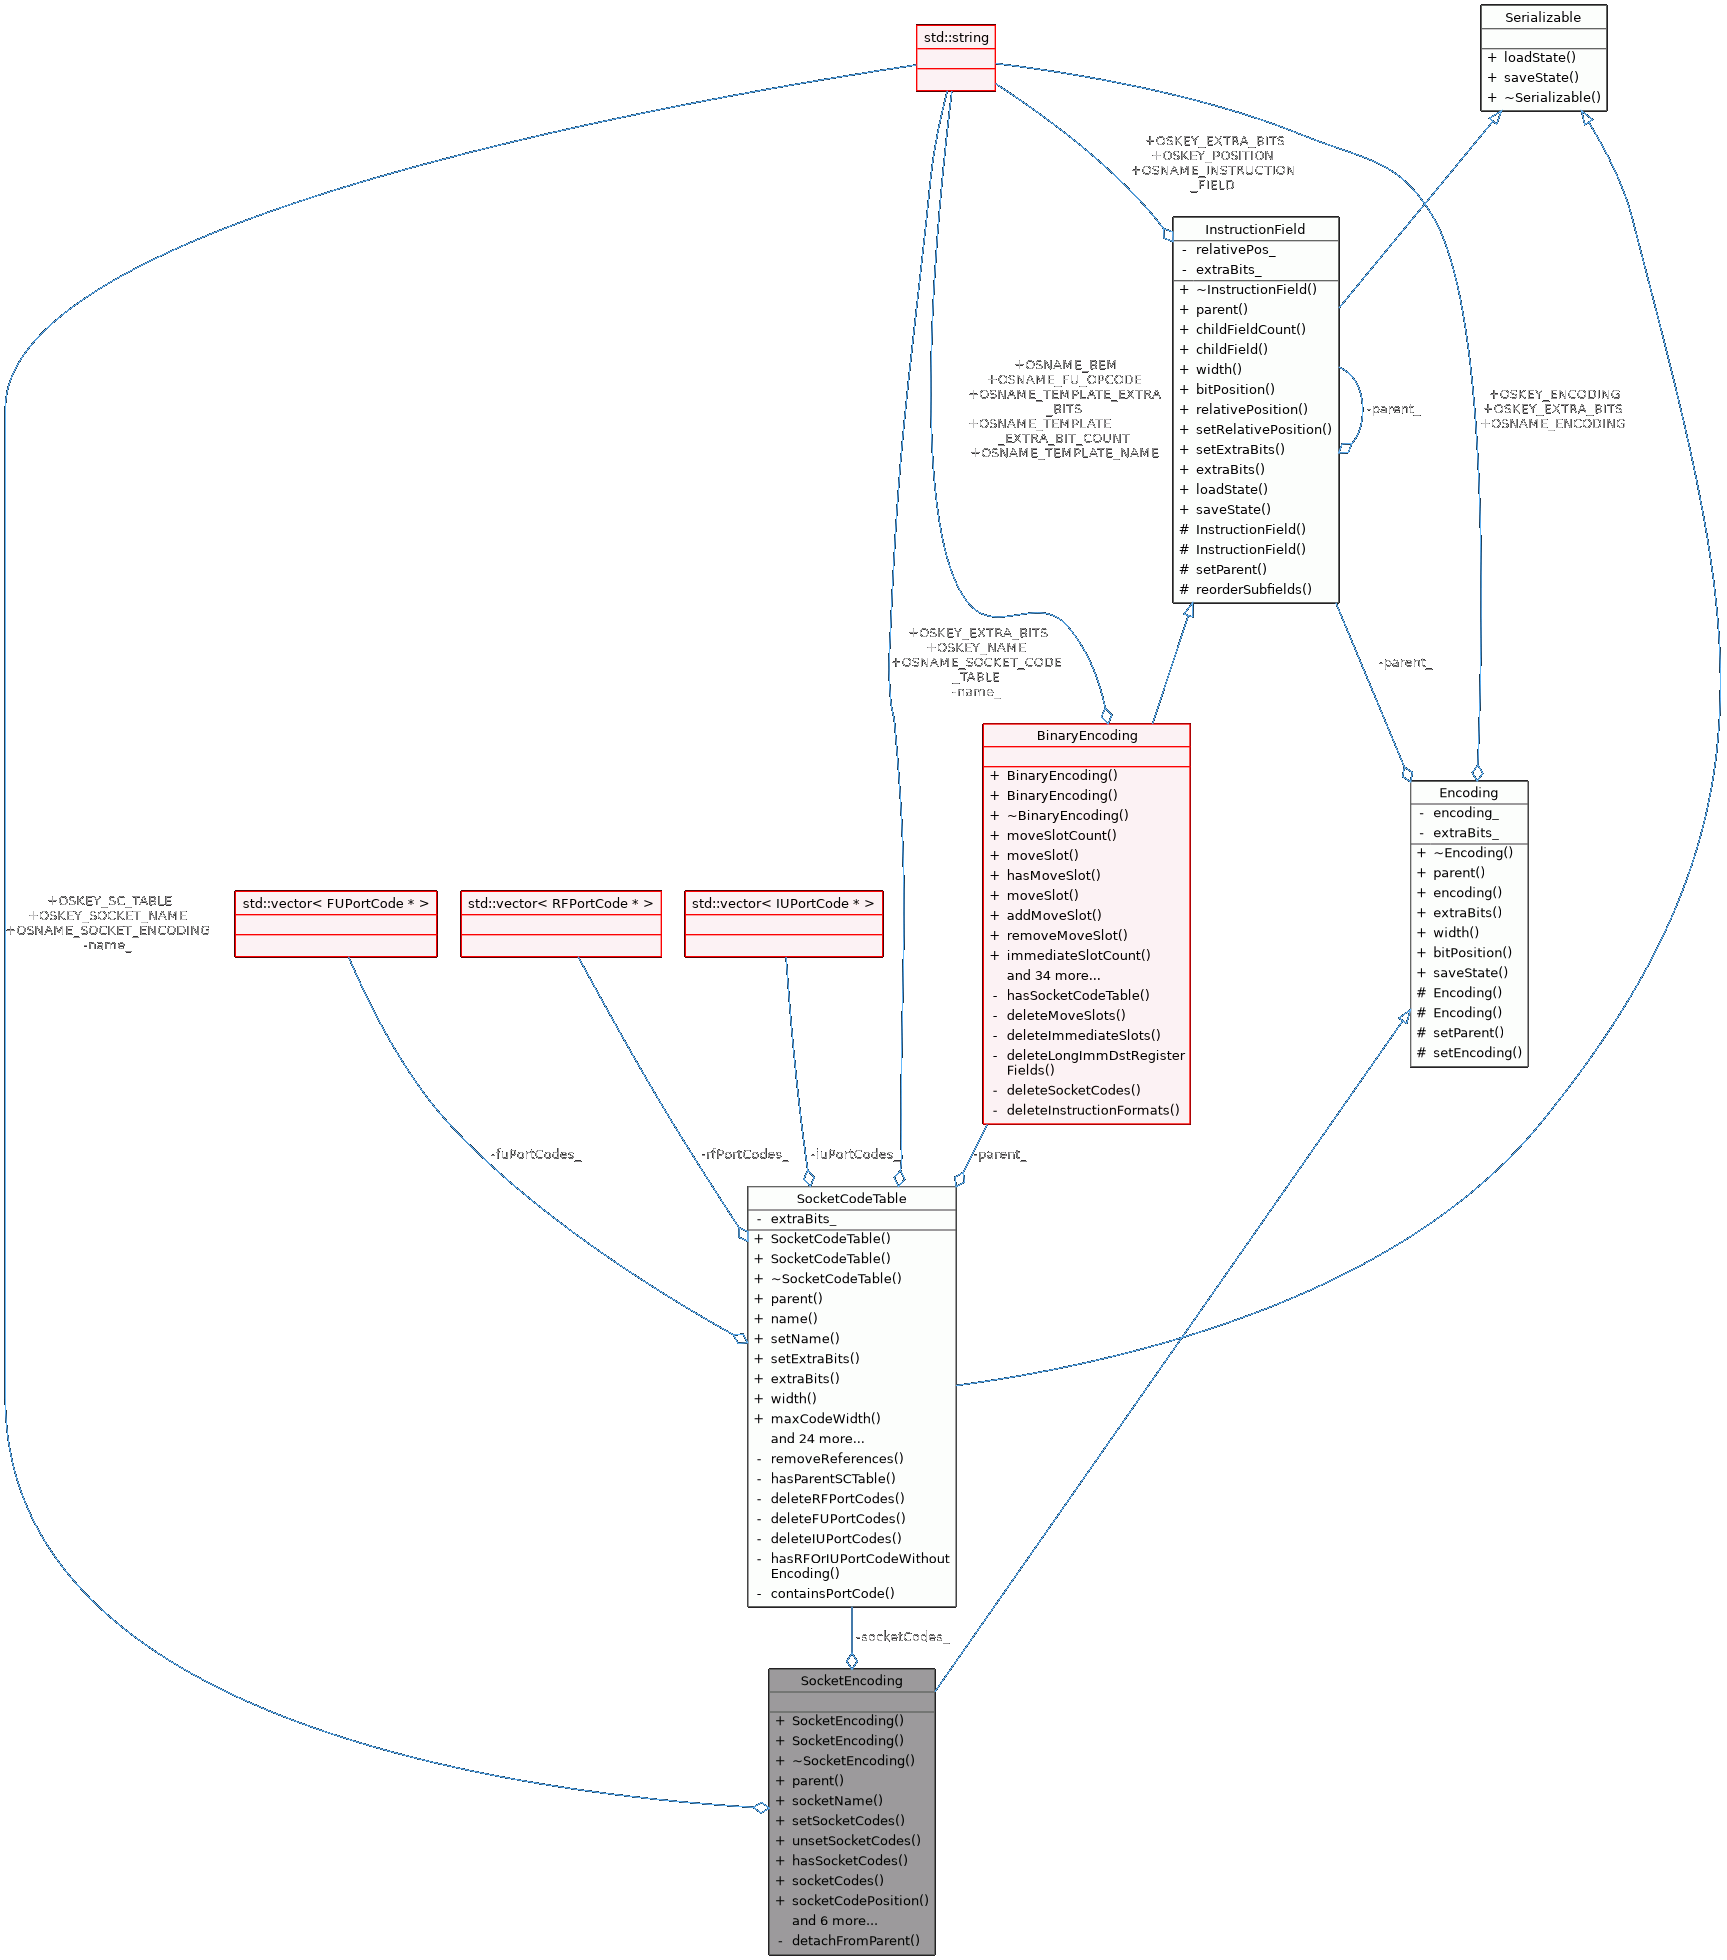 Serializable
+ loadState()
+ saveState()
+ ~Serializable()
std::string
+OSKEY_EXTRA_BITS
+OSKEY_POSITION
+OSNAME_INSTRUCTION
_FIELD
InstructionField
- relativePos_
- extraBits_
+ ~InstructionField()
+ parent()
+ childFieldCount()
+ childField()
+ width()
+ bitPosition()
+ relativePosition()
+ setRelativePosition()
+ setExtraBits()
+ extraBits()
+ loadState()
+ saveState()
# InstructionField()
# InstructionField()
# setParent()
# reorderSubfields()
-parent_
+OSNAME_BEM
+OSNAME_FU_OPCODE
+OSNAME_TEMPLATE_EXTRA
_BITS
+OSNAME_TEMPLATE
_EXTRA_BIT_COUNT
+OSNAME_TEMPLATE_NAME
+OSKEY_ENCODING
+OSKEY_EXTRA_BITS
+OSNAME_ENCODING
+OSKEY_EXTRA_BITS
+OSKEY_NAME
+OSNAME_SOCKET_CODE
_TABLE
-name_
-parent_
BinaryEncoding
+ BinaryEncoding()
+ BinaryEncoding()
+ ~BinaryEncoding()
+ moveSlotCount()
+ moveSlot()
+ hasMoveSlot()
+ moveSlot()
+ addMoveSlot()
+ removeMoveSlot()
+ immediateSlotCount()
and 34 more...
- hasSocketCodeTable()
- deleteMoveSlots()
- deleteImmediateSlots()
- deleteLongImmDstRegister
Fields()
- deleteSocketCodes()
- deleteInstructionFormats()
Encoding
- encoding_
- extraBits_
+ ~Encoding()
+ parent()
+ encoding()
+ extraBits()
+ width()
+ bitPosition()
+ saveState()
# Encoding()
# Encoding()
# setParent()
# setEncoding()
+OSKEY_SC_TABLE
+OSKEY_SOCKET_NAME
+OSNAME_SOCKET_ENCODING
-name_
std::vector< FUPortCode * >
std::vector< RFPortCode * >
std::vector< IUPortCode * >
-fuPortCodes_
-rfPortCodes_
-iuPortCodes_
-parent_
SocketCodeTable
- extraBits_
+ SocketCodeTable()
+ SocketCodeTable()
+ ~SocketCodeTable()
+ parent()
+ name()
+ setName()
+ setExtraBits()
+ extraBits()
+ width()
+ maxCodeWidth()
and 24 more...
- removeReferences()
- hasParentSCTable()
- deleteRFPortCodes()
- deleteFUPortCodes()
- deleteIUPortCodes()
- hasRFOrIUPortCodeWithout
Encoding()
- containsPortCode()
-socketCodes_
SocketEncoding
+ SocketEncoding()
+ SocketEncoding()
+ ~SocketEncoding()
+ parent()
+ socketName()
+ setSocketCodes()
+ unsetSocketCodes()
+ hasSocketCodes()
+ socketCodes()
+ socketCodePosition()
and 6 more...
- detachFromParent()